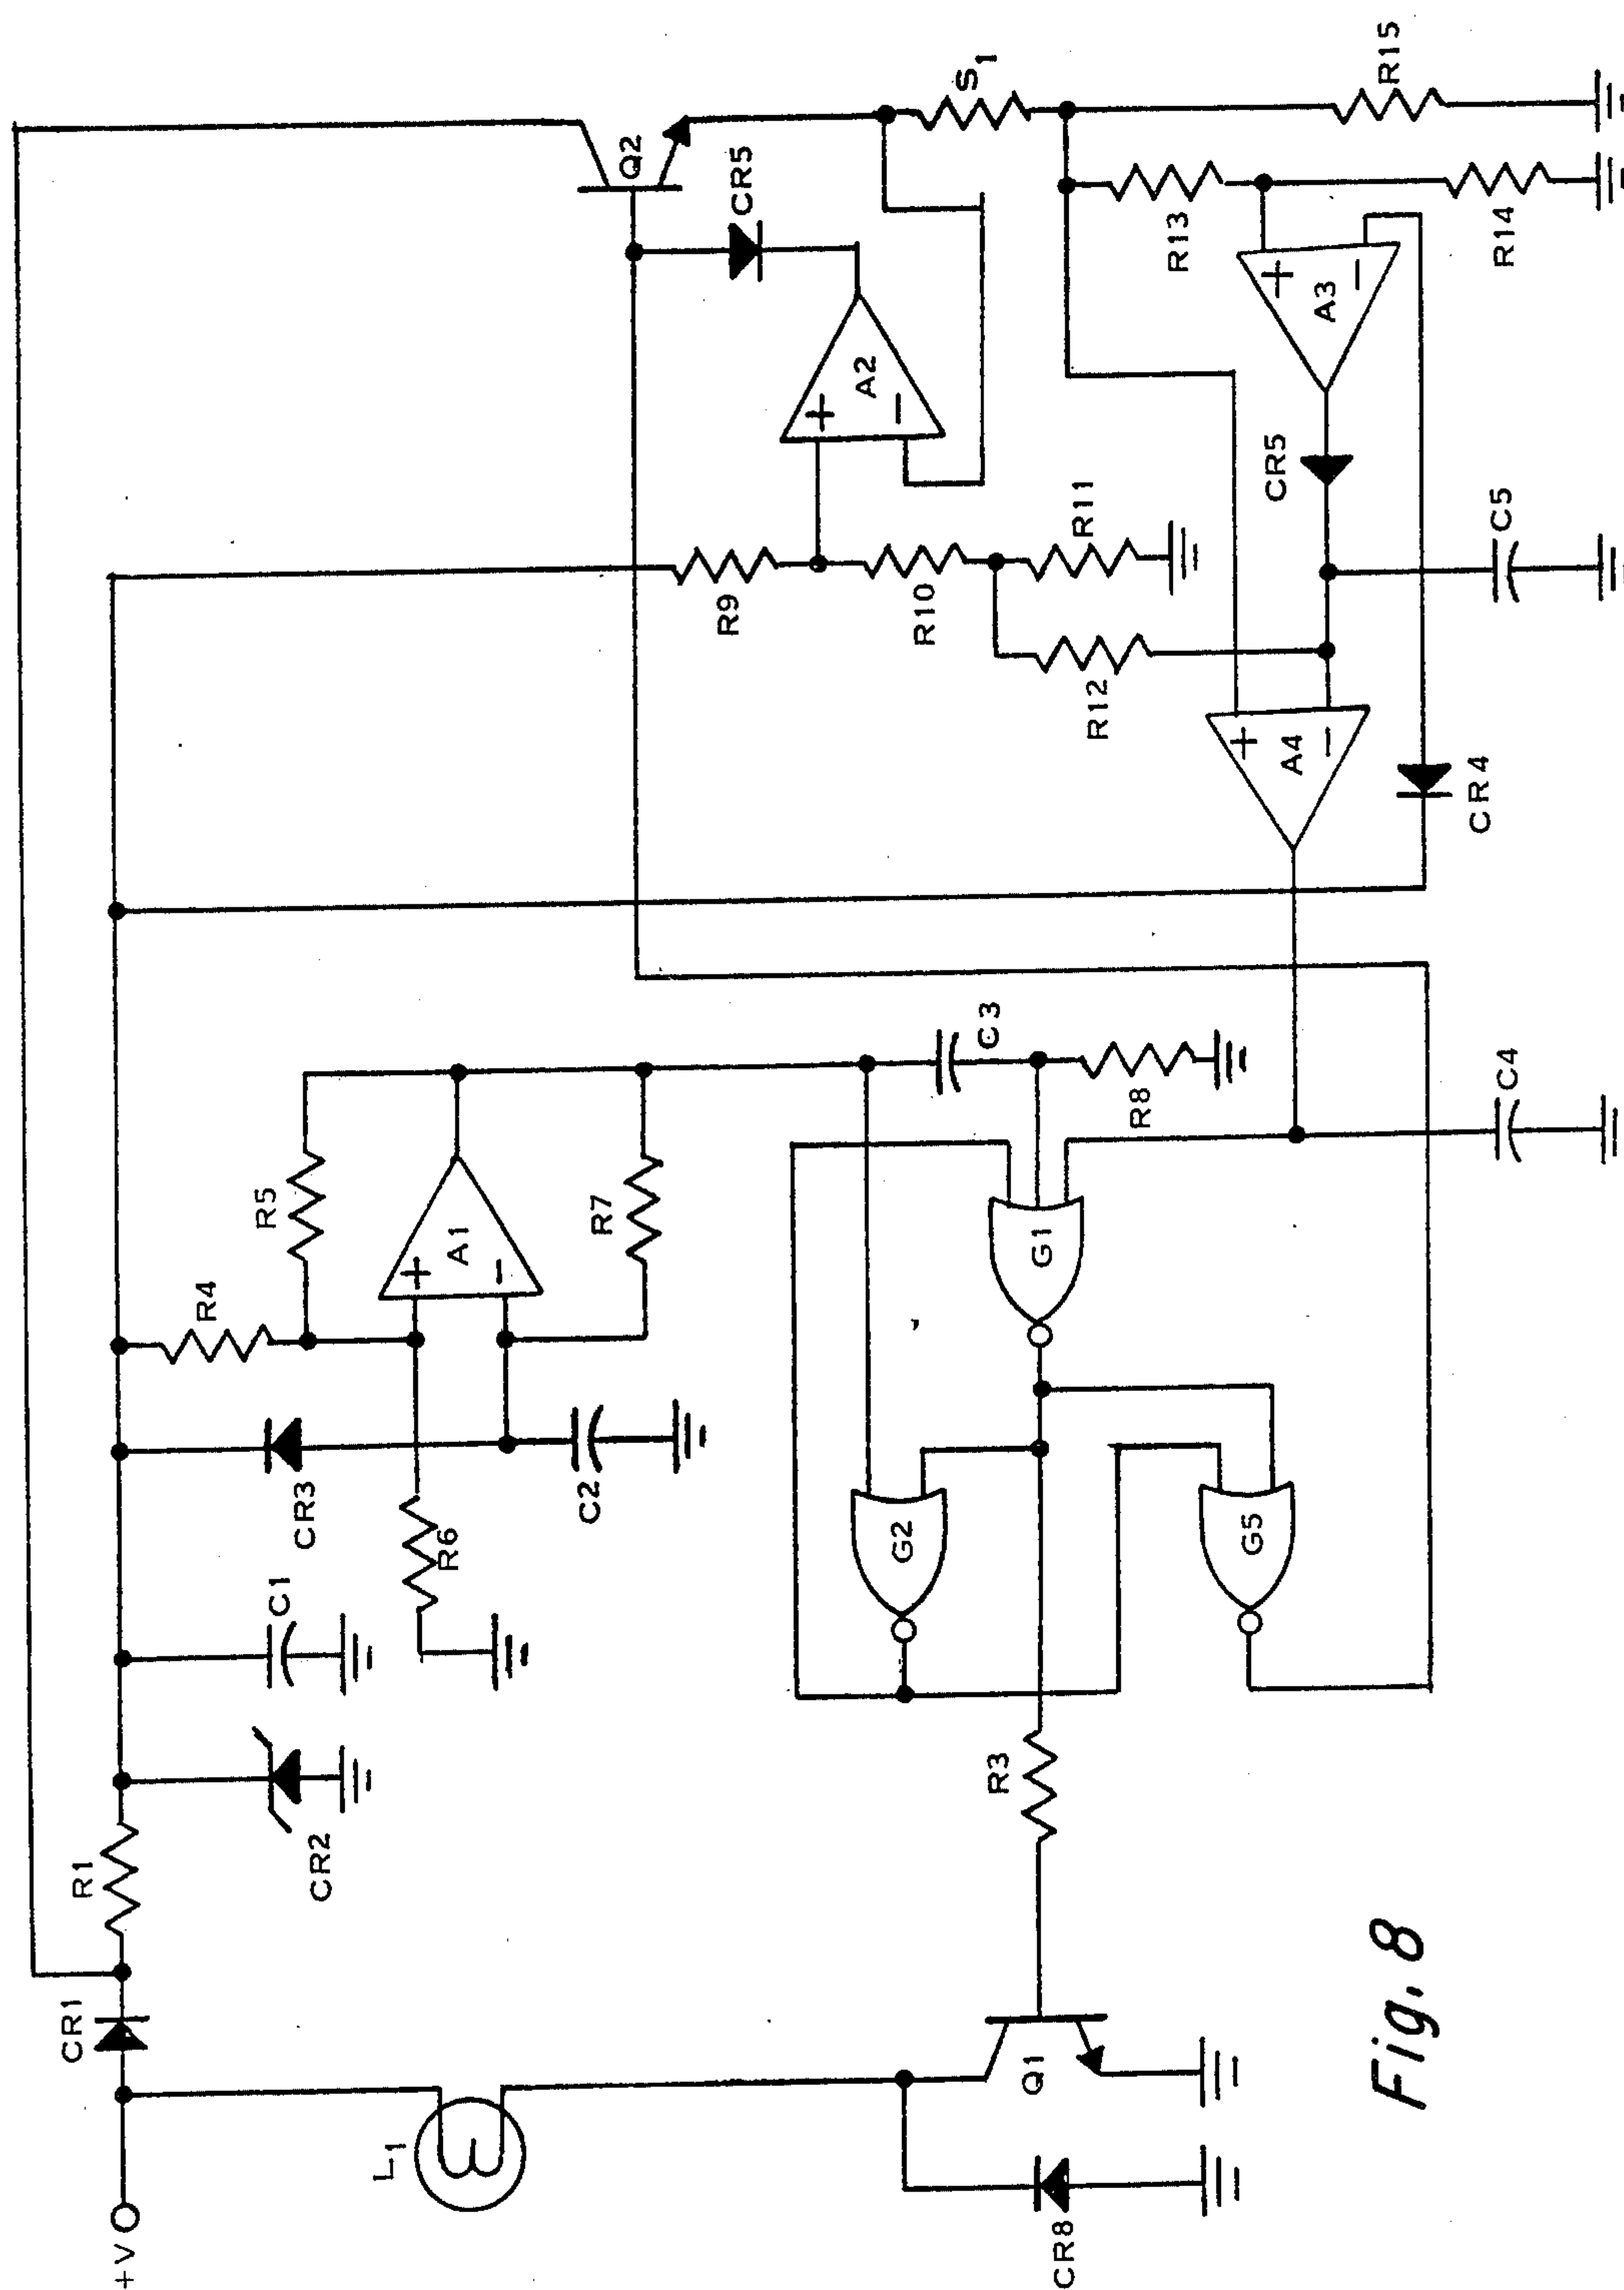 +V
CR1
R1
CR2
C1
CR3
R4
R5
R6
C2
A1
+
−
R7
L1
CR8
Q1
R3
G2
G1
G5
C3
R8
C4
R9
R10
R11
R12
A2
+
−
CR5
Q2
S1
R13
R14
R15
A3
+
−
CR5
C5
A4
+
−
CR4
Fig. 8